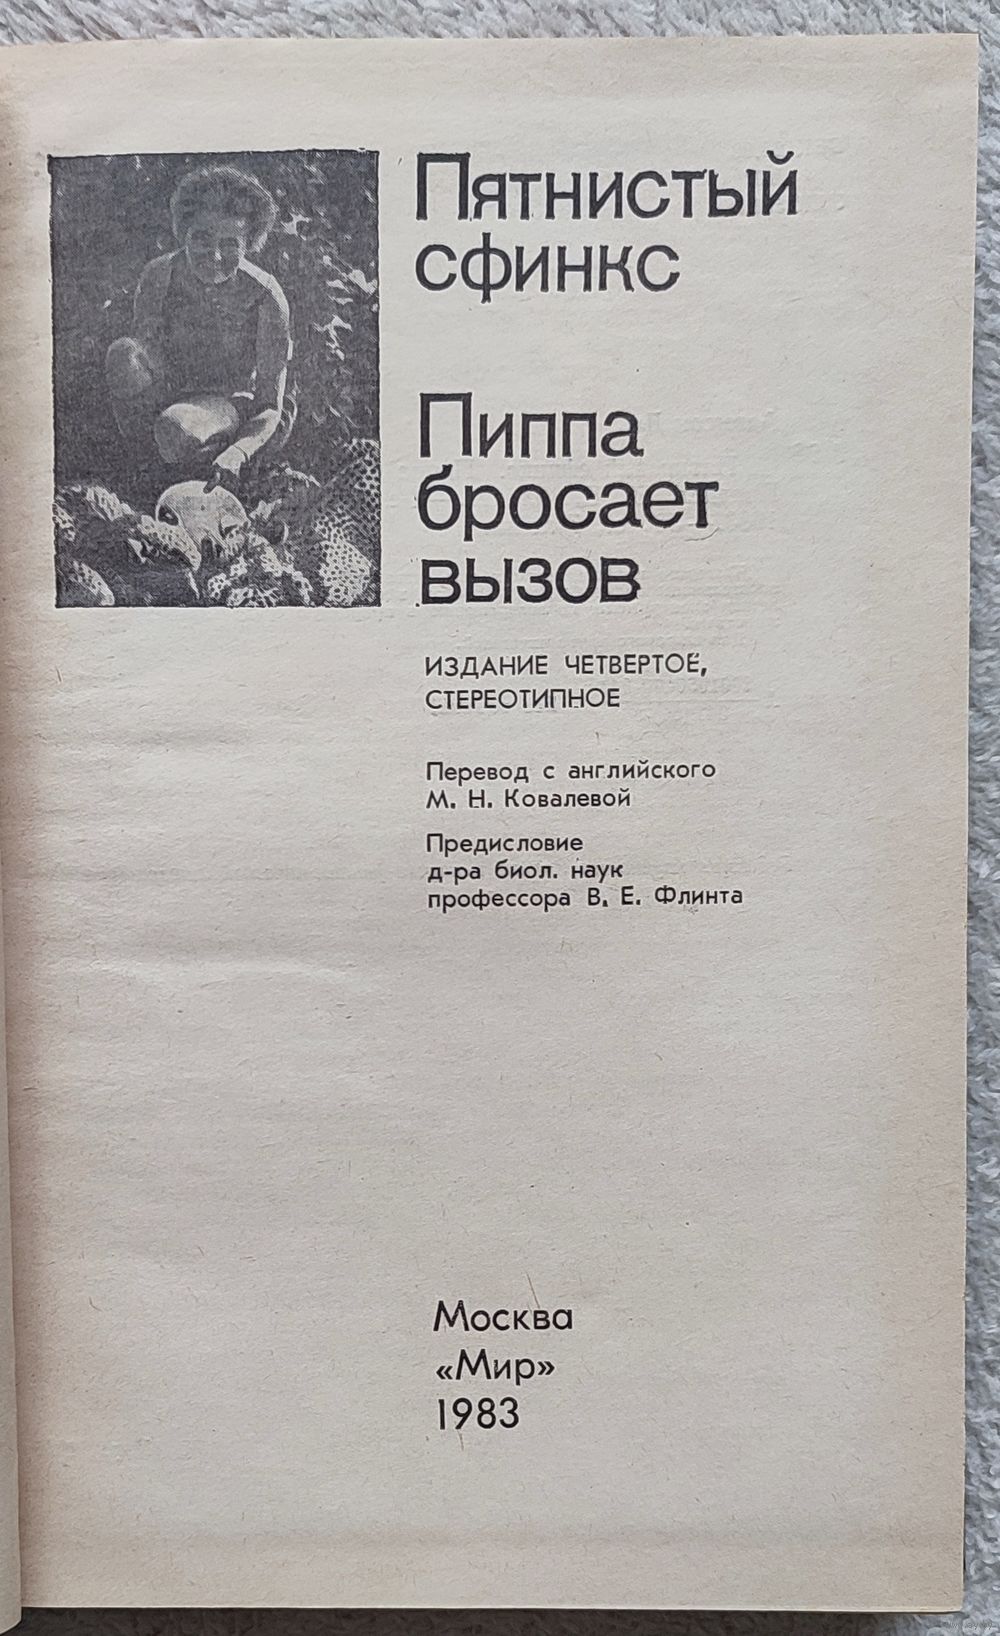 Пятнистый
сфинкс
Пиппа
бросает
вызов
ИЗДАНИЕ ЧЕТВЕРТОЕ,
СТЕРЕОТИПНОЕ
Перевод с английского
М. Н. Ковалевой
Предисловие
д-ра биол. наук
профессора В. Е. Флинта
Москва
«Мир»
1983